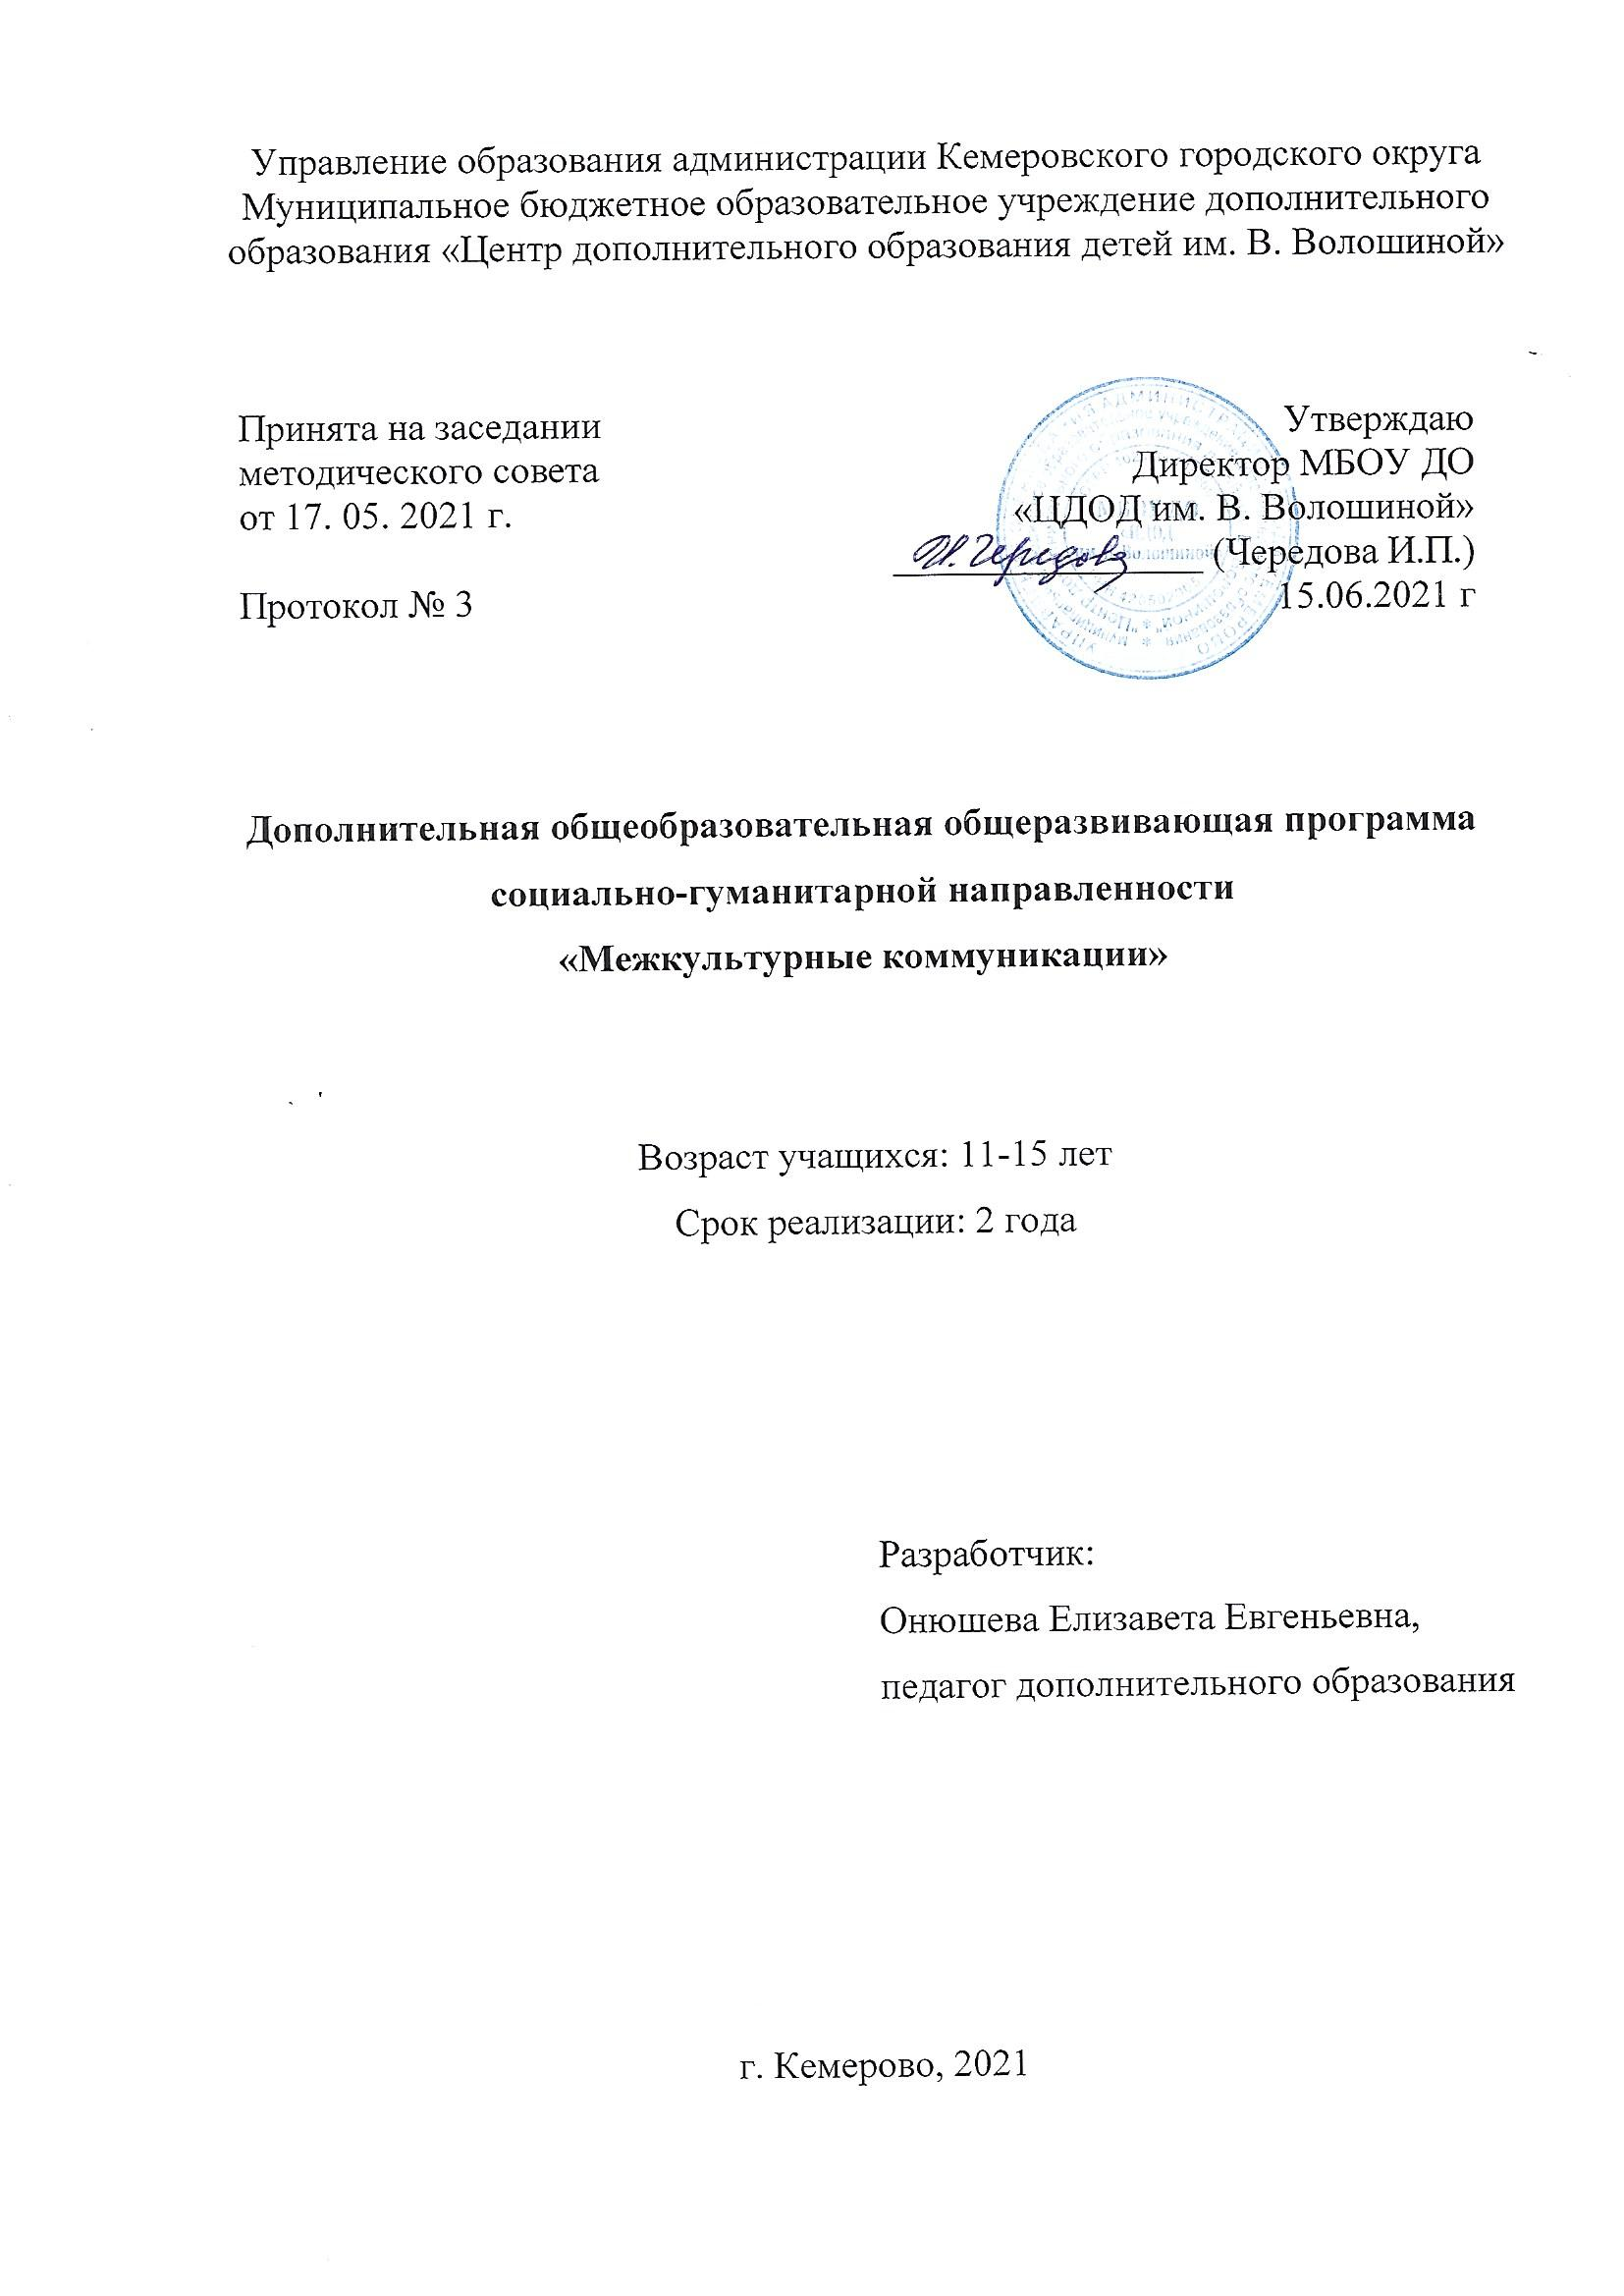 Управление образования администрации Кемеровского городского округа
Муниципальное бюджетное образовательное учреждение дополнительного
образования «Центр дополнительного образования детей им. В. Волошиной»
Принята на заседании
методического совета
от 17. 05. 2021 г.
Протокол № 3
Утверждаю
Директор МБОУ ДО
«ЦДОД им. В. Волошиной»
И. Чередова (Чередова И.П.)
15.06.2021 г
Дополнительная общеобразовательная общеразвивающая программа
социально-гуманитарной направленности
«Межкультурные коммуникации»
Возраст учащихся: 11-15 лет
Срок реализации: 2 года
Разработчик:
Онюшева Елизавета Евгеньевна,
педагог дополнительного образования
г. Кемерово, 2021